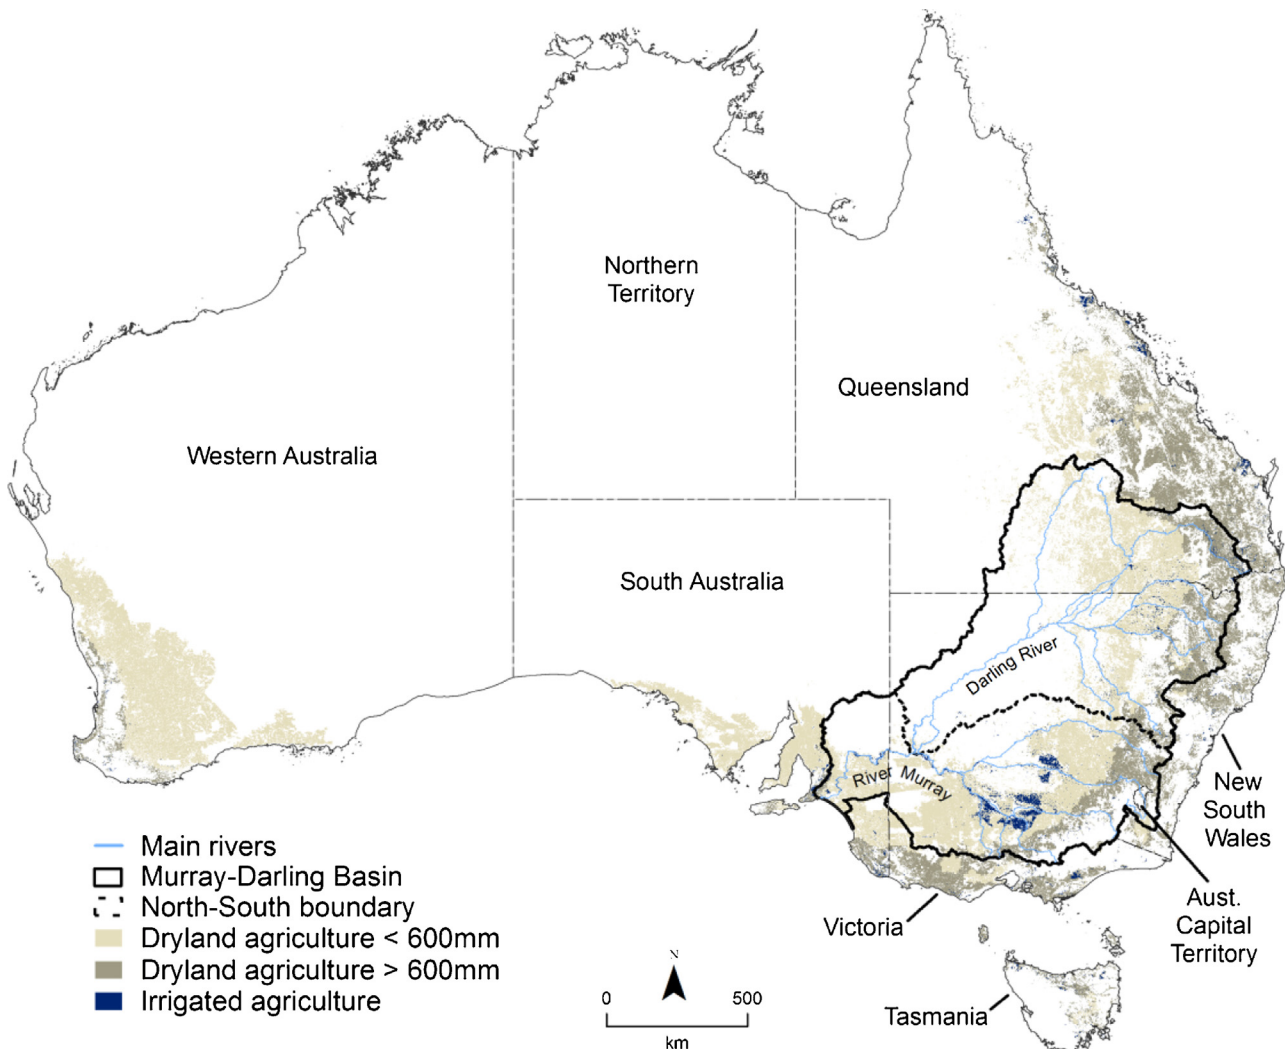 Northern
Territory
Queensland
Western Australia
South Australia
Darling River
River Murray
New
South
Wales
Aust.
Capital
Territory
Victoria
Tasmania
Main rivers
Murray-Darling Basin
North-South boundary
Dryland agriculture < 600mm
Dryland agriculture > 600mm
Irrigated agriculture
N
0 500
km